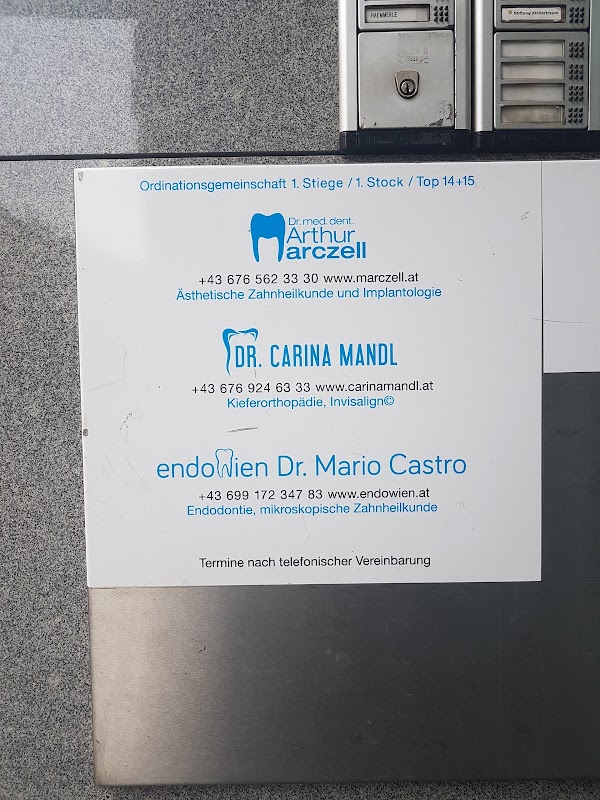 HAEMMERLE
Stiftung Kindertraum
Ordinationsgemeinschaft 1. Stiege / 1. Stock / Top 14+15
Dr. med. dent.
Arthur
Marczell
+43 676 562 33 30 www.marczell.at
Ästhetische Zahnheilkunde und Implantologie
DR. CARINA MANDL
+43 676 924 63 33 www.carinamandl.at
Kieferorthopädie, Invisalign©
endoWien Dr. Mario Castro
+43 699 172 347 83 www.endowien.at
Endodontie, mikroskopische Zahnheilkunde
Termine nach telefonischer Vereinbarung